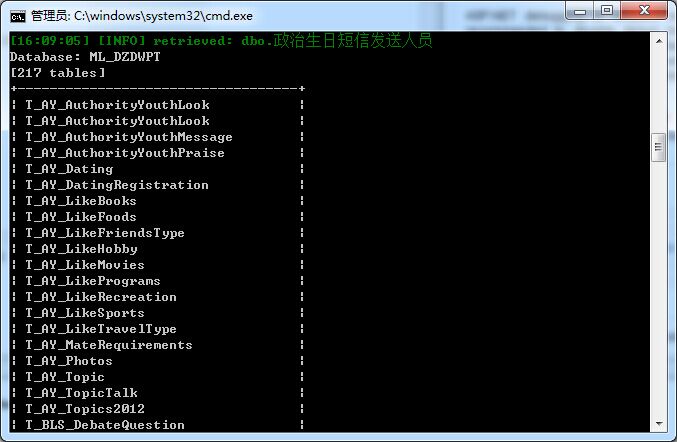 管理员: C:\windows\system32\cmd.exe
[16:09:05] [INFO] retrieved: dbo.政治生日短信发送人员
Database: ML_DZDWPT
[217 tables]
+-----------------------------------+
| T_AY_AuthorityYouthLook |
| T_AY_AuthorityYouthLook |
| T_AY_AuthorityYouthMessage |
| T_AY_AuthorityYouthPraise |
| T_AY_Dating |
| T_AY_DatingRegistration |
| T_AY_LikeBooks |
| T_AY_LikeFoods |
| T_AY_LikeFriendsType |
| T_AY_LikeHobby |
| T_AY_LikeMovies |
| T_AY_LikePrograms |
| T_AY_LikeRecreation |
| T_AY_LikeSports |
| T_AY_LikeTravelType |
| T_AY_MateRequirements |
| T_AY_Photos |
| T_AY_Topic |
| T_AY_TopicTalk |
| T_AY_Topics2012 |
| T_BLS_DebateQuestion |